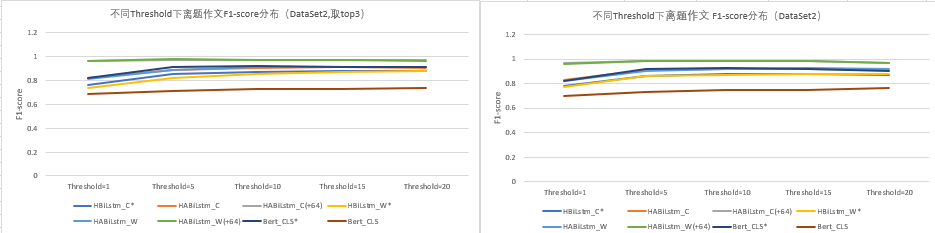 不同Threshold下离题作文F1-score分布（DataSet2,取top3）
1.2
1
0.8
0.6
0.4
0.2
0
F1-score
Threshold=1 Threshold=5 Threshold=10 Threshold=15 Threshold=20
HBiLstm_C* HABiLstm_C HABiLstm_C(+64) HBiLstm_W*
HABiLstm_W HABiLstm_W(+64) Bert_CLS* Bert_CLS
不同Threshold下离题作文 F1-score分布（DataSet2）
1.2
1
0.8
0.6
0.4
0.2
0
F1-score
Threshold=1 Threshold=5 Threshold=10 Threshold=15 Threshold=20
HBiLstm_C* HABiLstm_C HABiLstm_C(+64) HBiLstm_W*
HABiLstm_W HABiLstm_W(+64) Bert_CLS* Bert_CLS